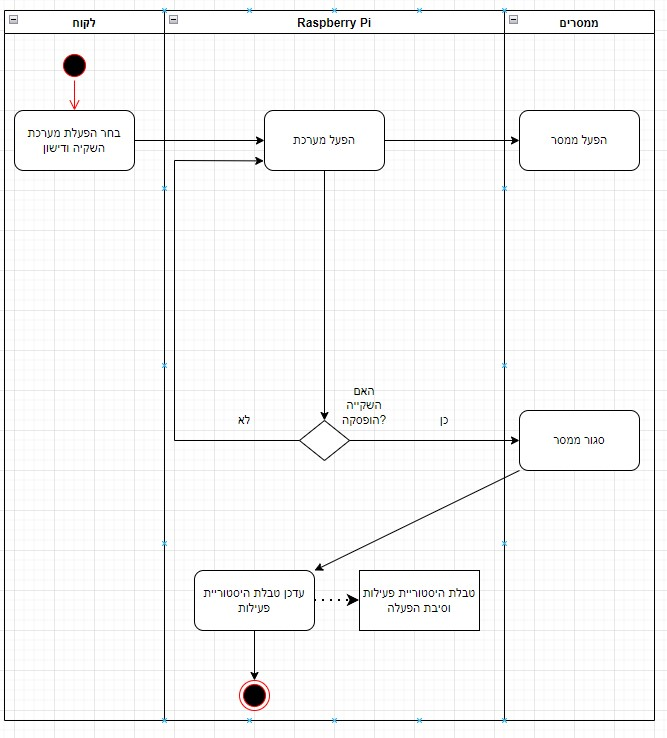 לקוח
Raspberry Pi
ממסרים
בחר הפעלת מערכת
השקיה ודישון
הפעל מערכת
הפעל ממסר
האם
השקייה
הופסקה?
לא
כן
סגור ממסר
עדכן טבלת היסטוריית
פעילות
טבלת היסטוריית פעילות
וסיבת הפעלה